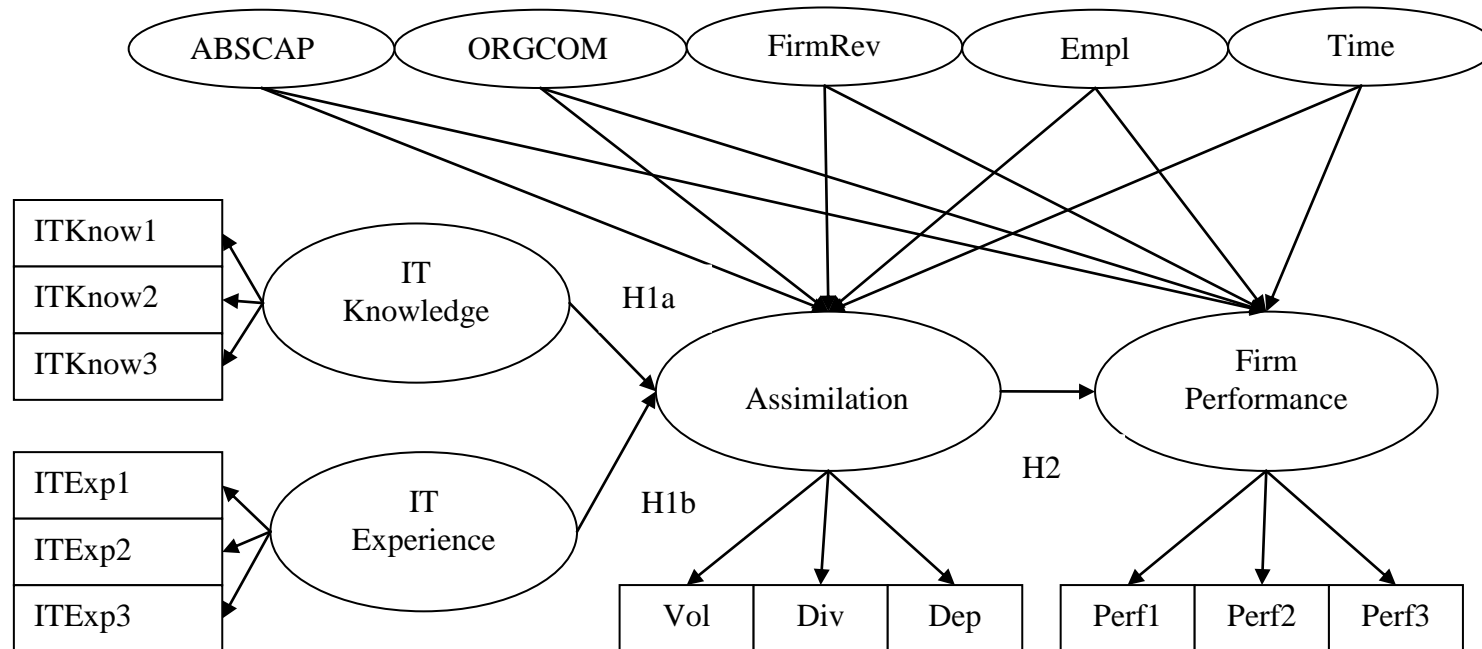 ABSCAP
ORGCOM
FirmRev
Empl
Time
ITKnow1
ITKnow2
ITKnow3
IT
Knowledge
H1a
Assimilation
Firm
Performance
H2
ITExp1
ITExp2
ITExp3
IT
Experience
H1b
Vol
Div
Dep
Perf1
Perf2
Perf3